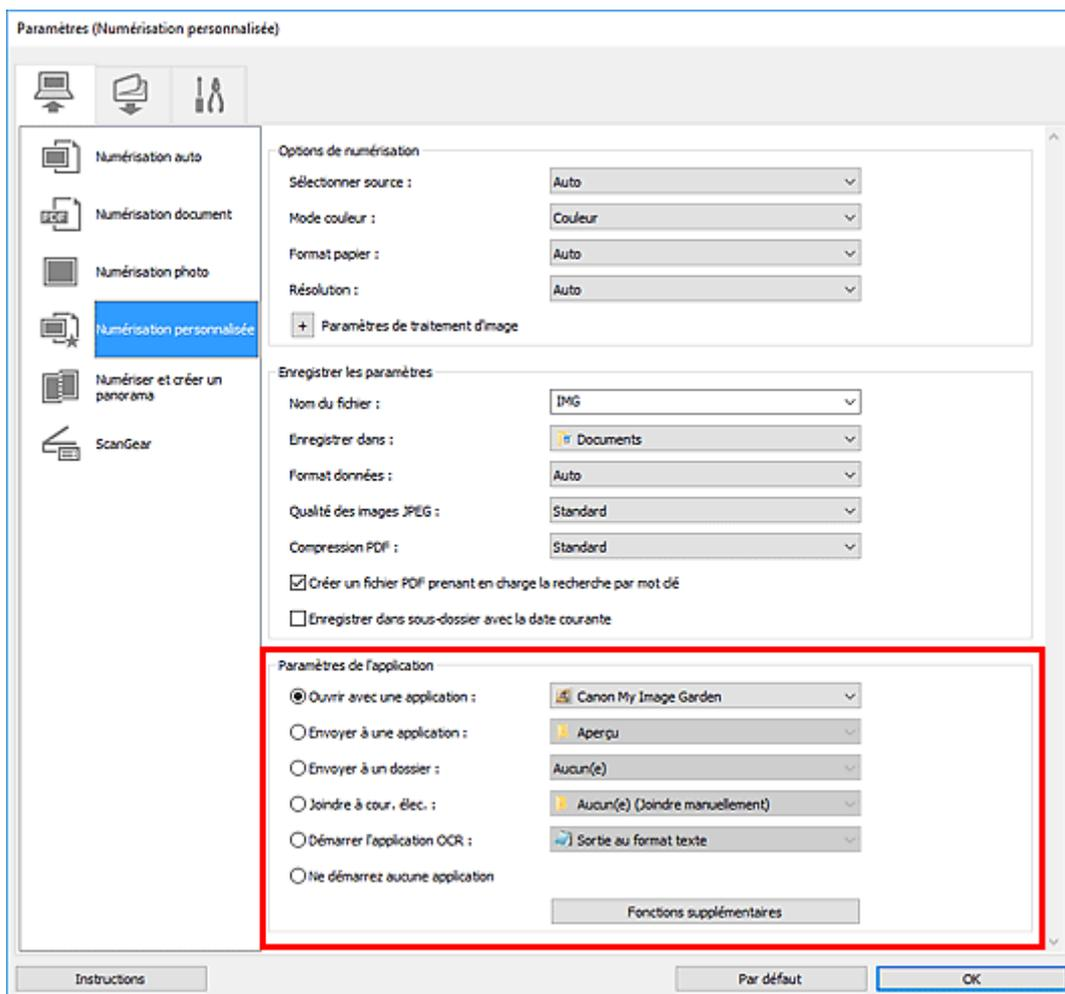 Paramètres (Numérisation personnalisée)
Numérisation auto
Numérisation document
Numérisation photo
Numérisation personnalisée
Numériser et créer un
panorama
ScanGear
Options de numérisation
Sélectionner source : Auto
Mode couleur : Couleur
Format papier : Auto
Résolution : Auto
+ Paramètres de traitement d'image
Enregistrer les paramètres
Nom du fichier : IMG
Enregistrer dans : Documents
Format données : Auto
Qualité des images JPEG : Standard
Compression PDF : Standard
Créer un fichier PDF prenant en charge la recherche par mot clé
Enregistrer dans sous-dossier avec la date courante
Paramètres de l'application
Ouvrir avec une application : Canon My Image Garden
Envoyer à une application : Aperçu
Envoyer à un dossier : Aucun(e)
Joindre à cour. élec. : Aucun(e) (Joindre manuellement)
Démarrer l'application OCR : Sortie au format texte
Ne démarrez aucune application
Fonctions supplémentaires
Instructions Par défaut OK